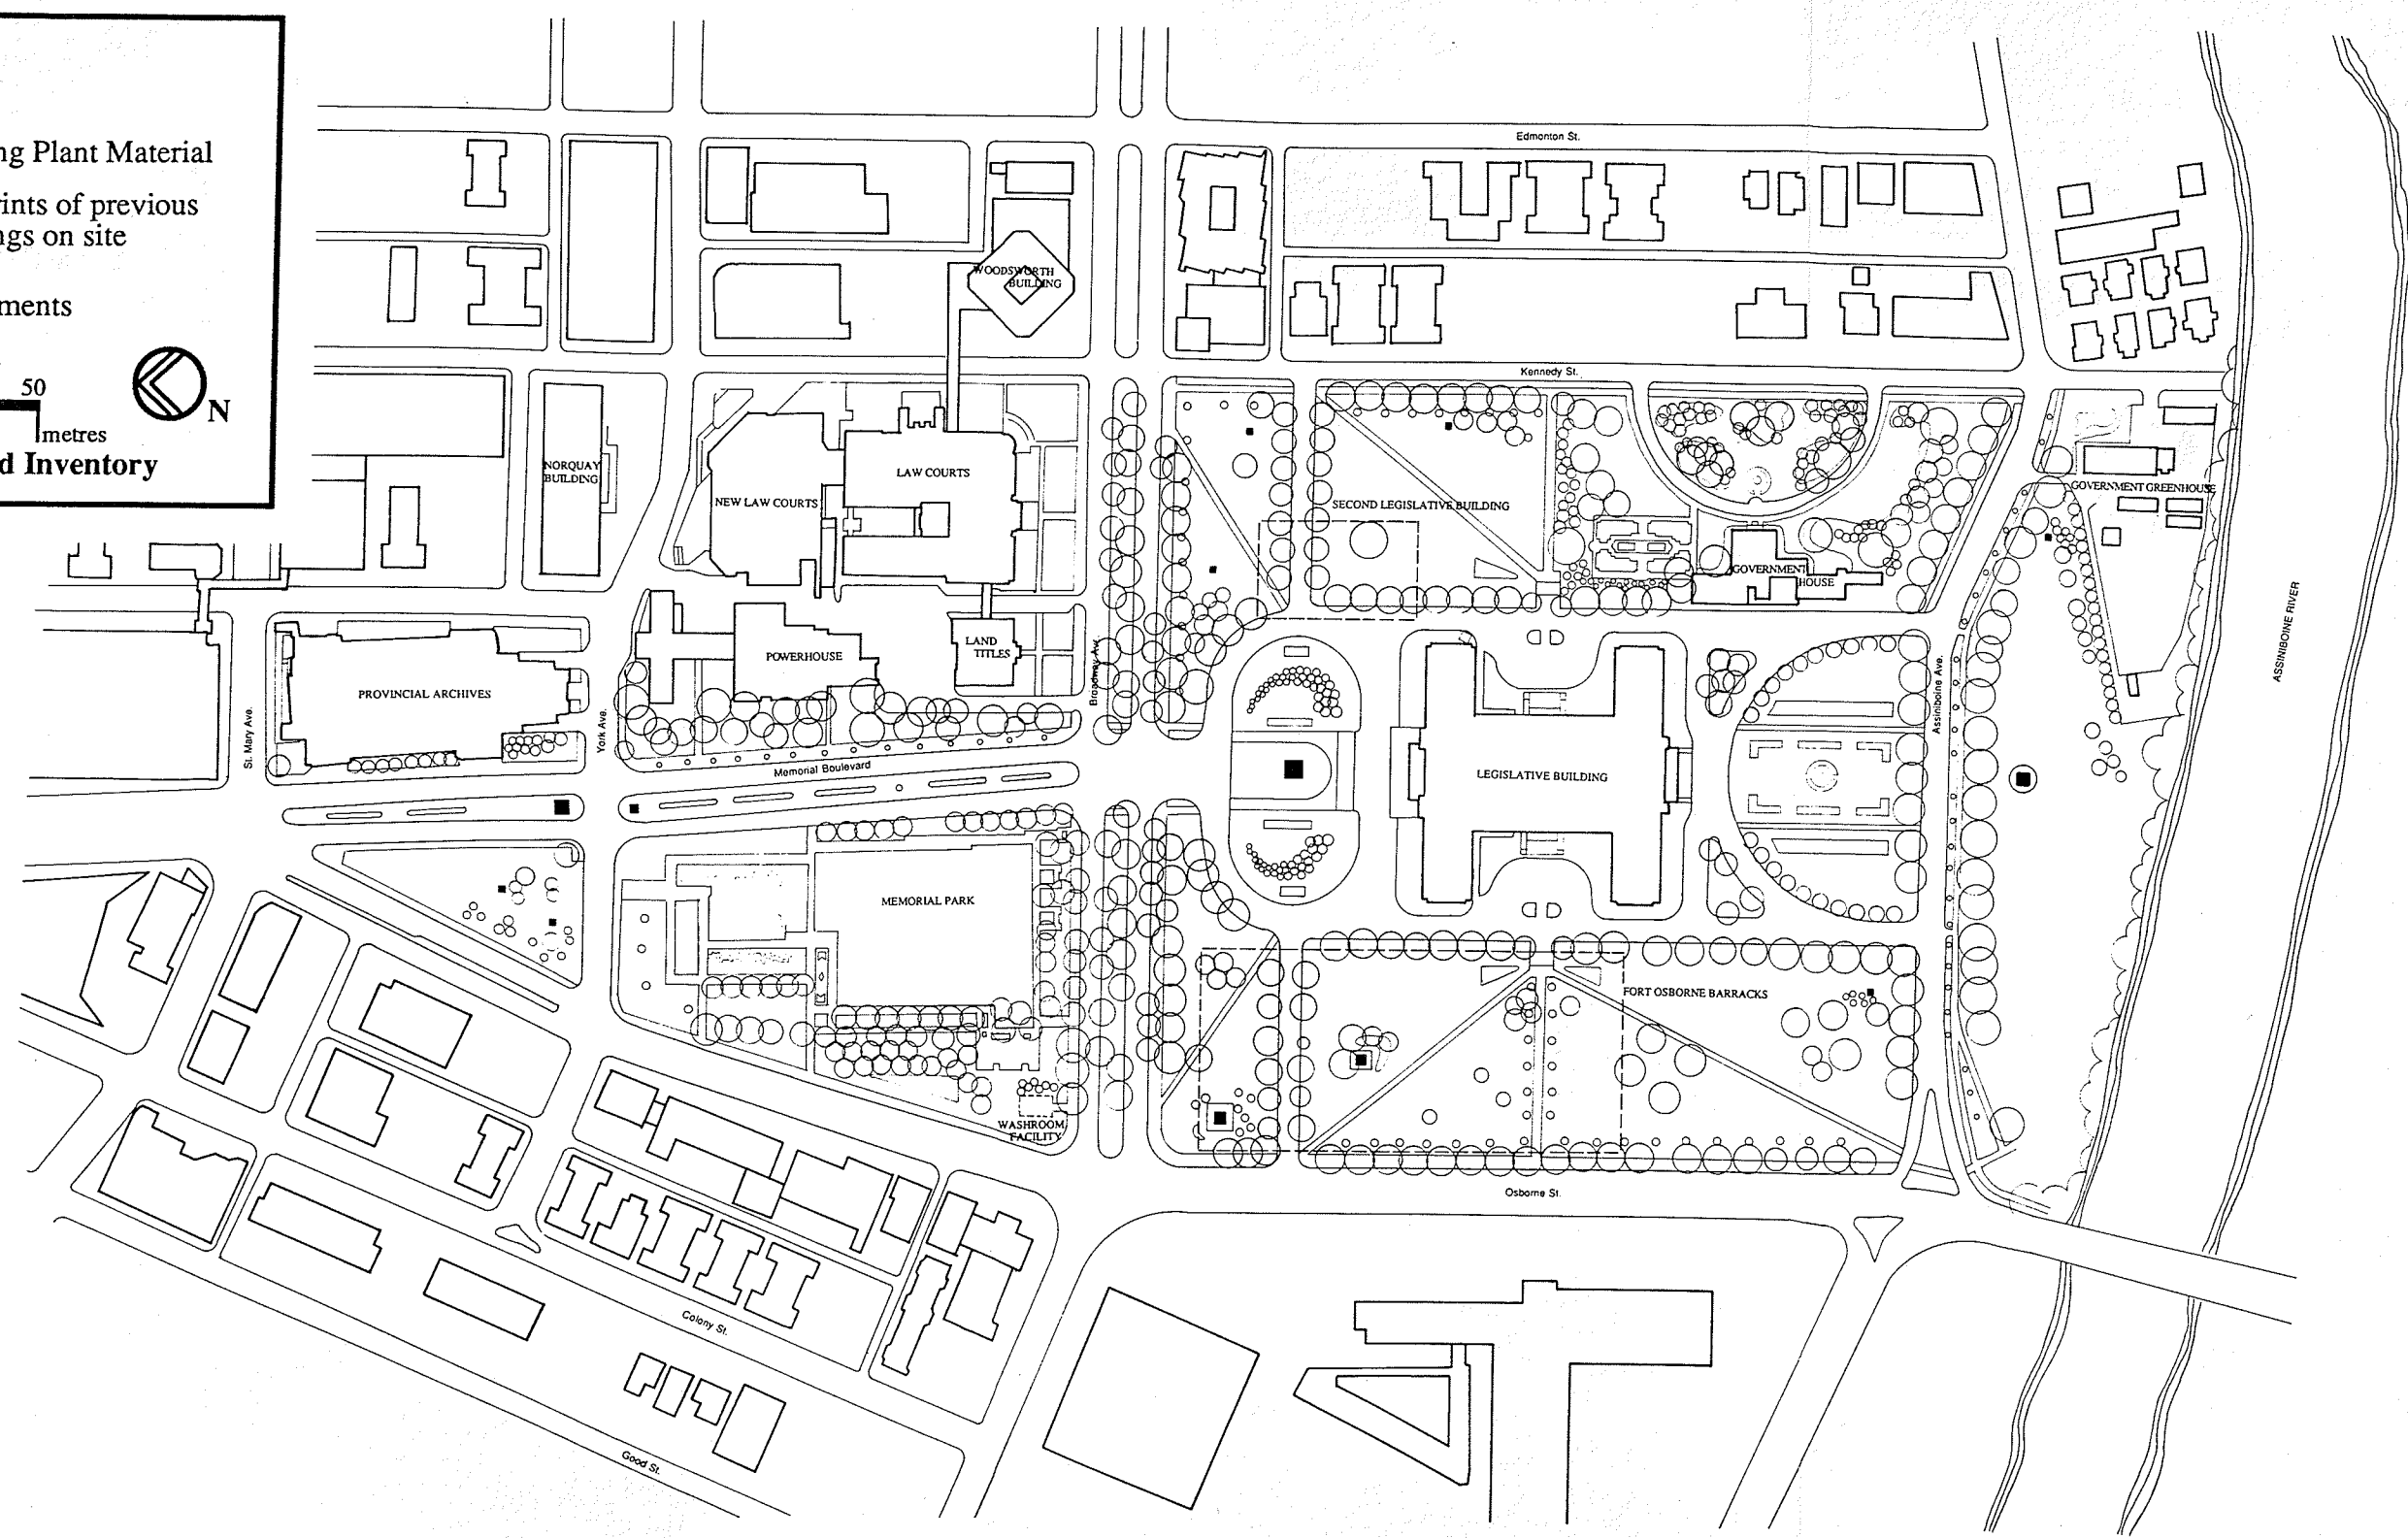 ng Plant Material
ints of previous
ngs on site
ments
50
metres
N
d Inventory
Edmonton St.
WOODSWORTH
BUILDING
Kennedy St.
NORQUAY
BUILDING
NEW LAW COURTS
LAW COURTS
SECOND LEGISLATIVE BUILDING
GOVERNMENT GREENHOUSE
GOVERNMENT
HOUSE
ASSINIBOINE RIVER
POWERHOUSE
LAND
TITLES
Broadway Ave.
PROVINCIAL ARCHIVES
St. Mary Ave.
York Ave.
Memorial Boulevard
LEGISLATIVE BUILDING
Assiniboine Ave.
MEMORIAL PARK
FORT OSBORNE BARRACKS
WASHROOM
FACILITY
Osborne St.
Colony St.
Good St.